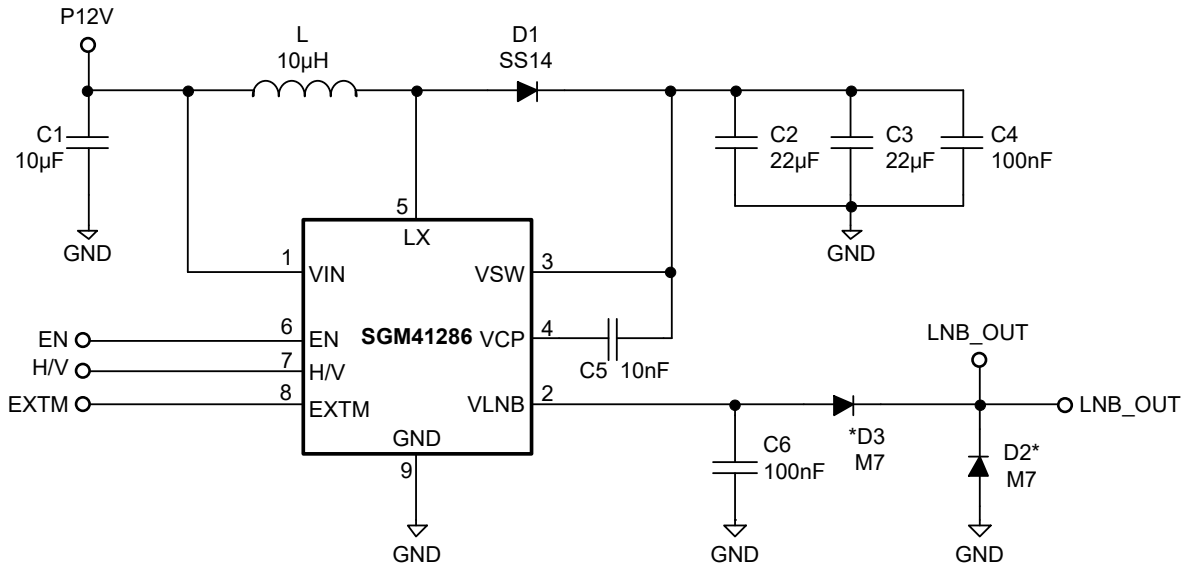 P12V
L
10µH
D1
SS14
C1
10µF
C2
22µF
C3
22µF
C4
100nF
GND
GND
5
LX
1
VIN
VSW
3
SGM41286
VCP
4
C5 10nF
EN
6
EN
H/V
7
H/V
EXTM
8
EXTM
VLNB
2
GND
9
GND
C6
100nF
GND
*D3
M7
LNB_OUT
LNB_OUT
D2*
M7
GND